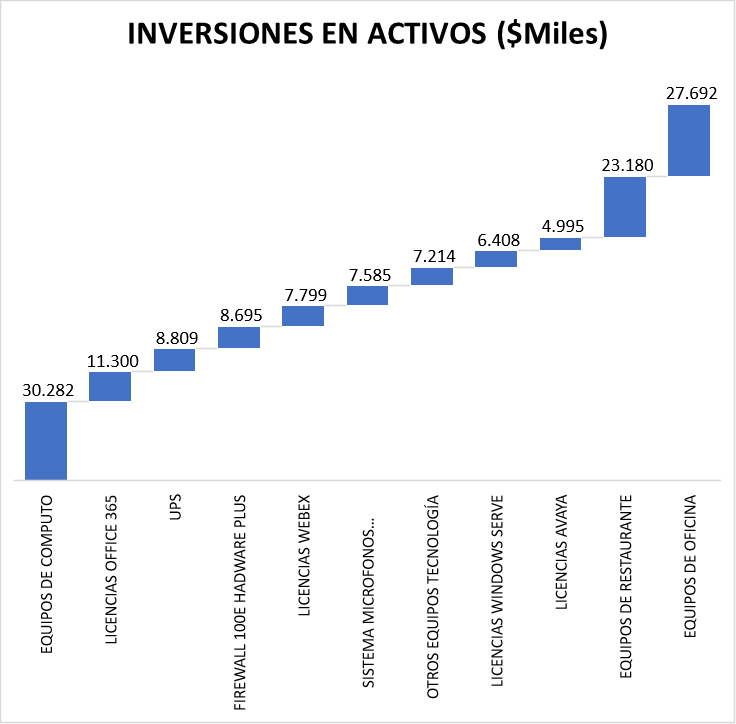 INVERSIONES EN ACTIVOS ($Miles)
27.692
23.180
4.995
6.408
7.214
7.585
7.799
8.695
8.809
11.300
30.282
EQUIPOS DE COMPUTO
LICENCIAS OFFICE 365
UPS
FIREWALL 100E HADWARE PLUS
LICENCIAS WEBEX
SISTEMA MICROFONOS...
OTROS EQUIPOS TECNOLOGÍA
LICENCIAS WINDOWS SERVE
LICENCIAS AVAYA
EQUIPOS DE RESTAURANTE
EQUIPOS DE OFICINA